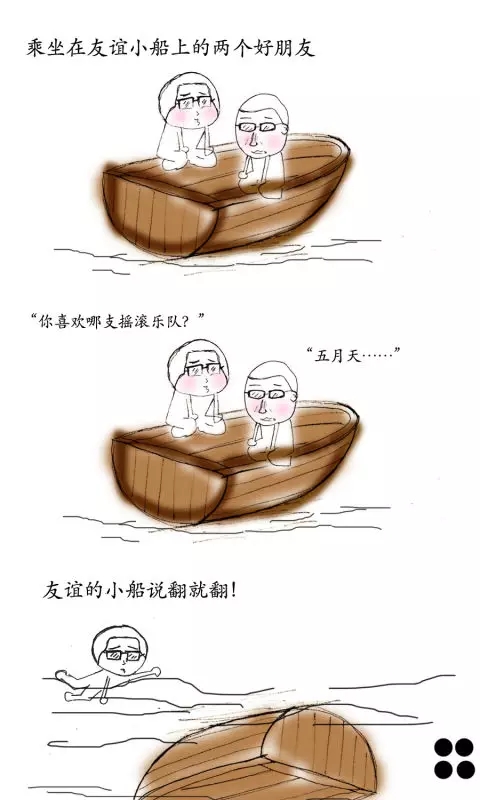 乘坐在友谊小船上的两个好朋友
“你喜欢哪支摇滚乐队？”
“五月天……”
友谊的小船说翻就翻！